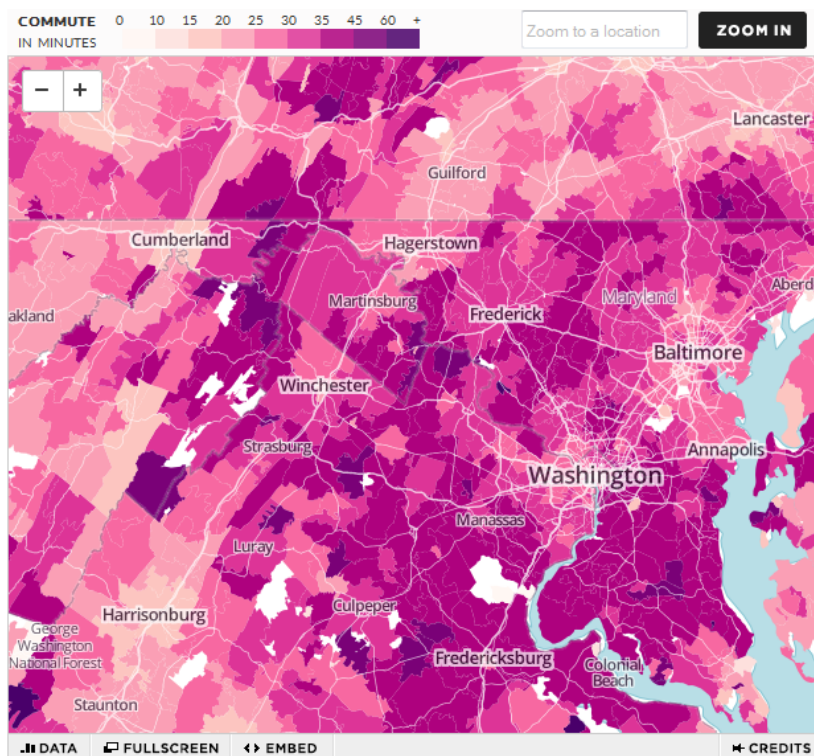 COMMUTE 0 10 15 20 25 30 35 45 60 +
IN MINUTES
Zoom to a location
ZOOM IN
− +
Lancaster
Guilford
Cumberland
Hagerstown
Maryland
Aberd
akland
Martinsburg
Frederick
Baltimore
Winchester
Strasburg
Annapolis
Washington
Manassas
Luray
Culpeper
Harrisonburg
George
Washington
National Forest
Fredericksburg
Colonial
Beach
Staunton
DATA FULLSCREEN EMBED CREDITS